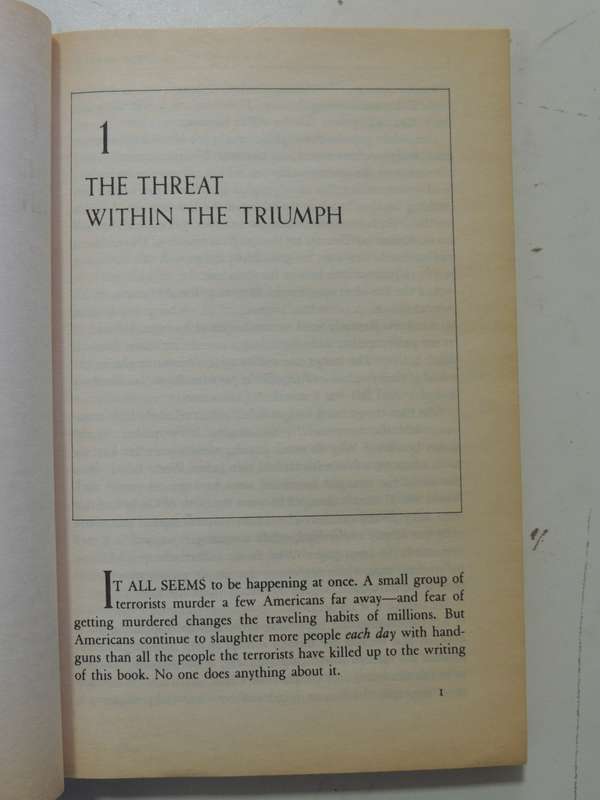 1
THE THREAT
WITHIN THE TRIUMPH
IT ALL SEEMS to be happening at once. A small group of
terrorists murder a few Americans far away—and fear of
getting murdered changes the traveling habits of millions. But
Americans continue to slaughter more people each day with hand-
guns than all the people the terrorists have killed up to the writing
of this book. No one does anything about it.
1